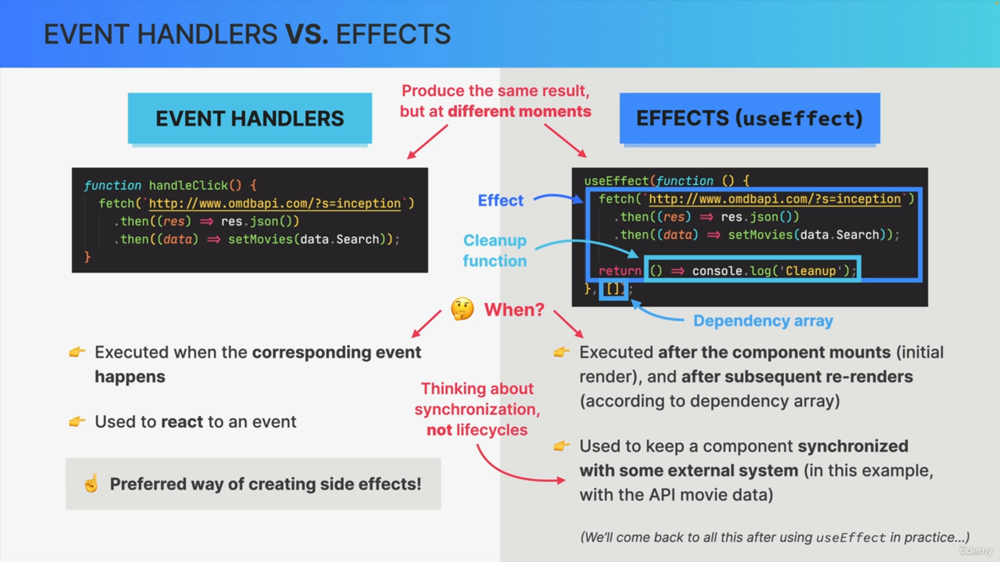 EVENT HANDLERS VS. EFFECTS
Produce the same result,
but at different moments
EVENT HANDLERS
function handleClick() {
fetch(`http://www.omdbapi.com/?s=inception`)
.then((res) => res.json())
.then((data) => setMovies(data.Search));
}
EFFECTS (useEffect)
useEffect(function () {
fetch(`http://www.omdbapi.com/?s=inception`)
.then((res) => res.json())
.then((data) => setMovies(data.Search));
return () => console.log('Cleanup');
}, []);
Effect
Cleanup
function
Dependency array
🤔 When?
👉 Executed when the corresponding event
happens
👉 Used to react to an event
☝️ Preferred way of creating side effects!
Thinking about
synchronization,
not lifecycles
👉 Executed after the component mounts (initial
render), and after subsequent re-renders
(according to dependency array)
👉 Used to keep a component synchronized
with some external system (in this example,
with the API movie data)
(We'll come back to all this after using useEffect in practice…)
ûdemy